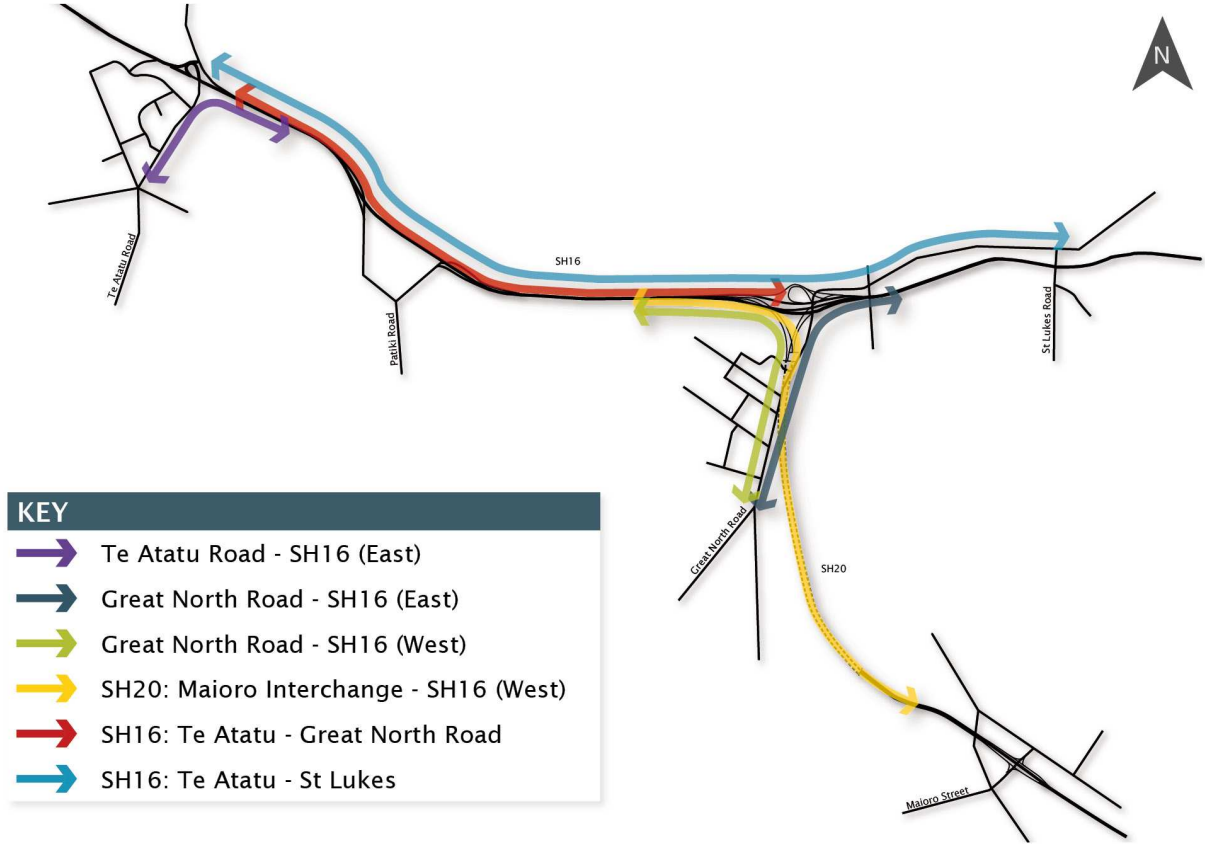 N
SH16
Te Atatu Road
Patiki Road
St Lukes Road
Great North Road
SH20
Maioro Street
KEY
Te Atatu Road - SH16 (East)
Great North Road - SH16 (East)
Great North Road - SH16 (West)
SH20: Maioro Interchange - SH16 (West)
SH16: Te Atatu - Great North Road
SH16: Te Atatu - St Lukes